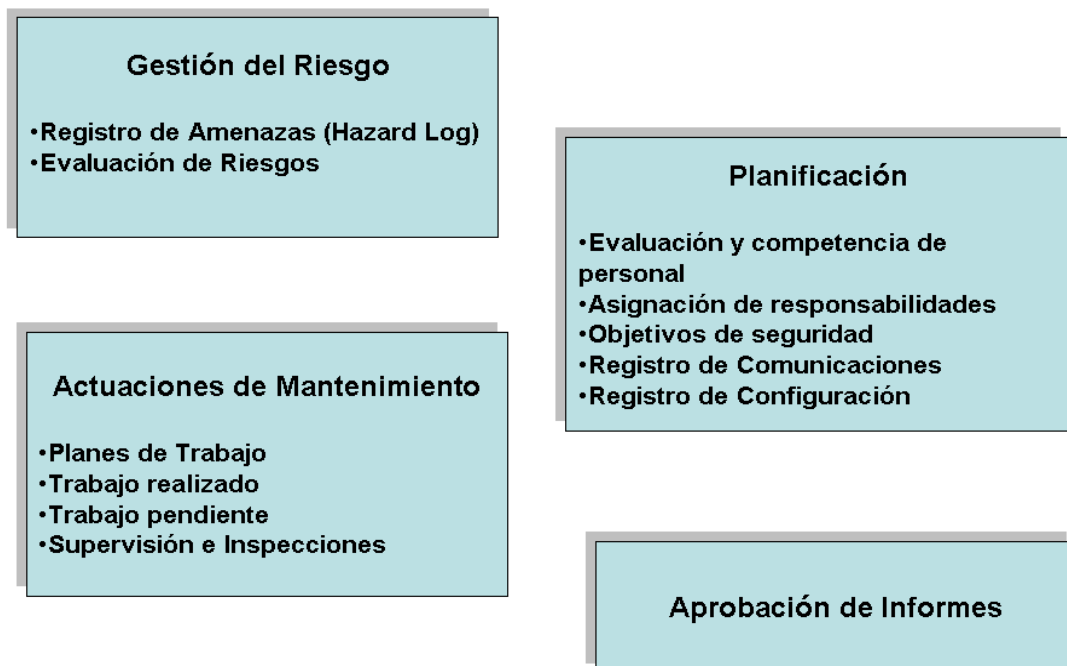 Gestión del Riesgo
•Registro de Amenazas (Hazard Log)
•Evaluación de Riesgos
Planificación
•Evaluación y competencia de
personal
•Asignación de responsabilidades
•Objetivos de seguridad
•Registro de Comunicaciones
•Registro de Configuración
Actuaciones de Mantenimiento
•Planes de Trabajo
•Trabajo realizado
•Trabajo pendiente
•Supervisión e Inspecciones
Aprobación de Informes